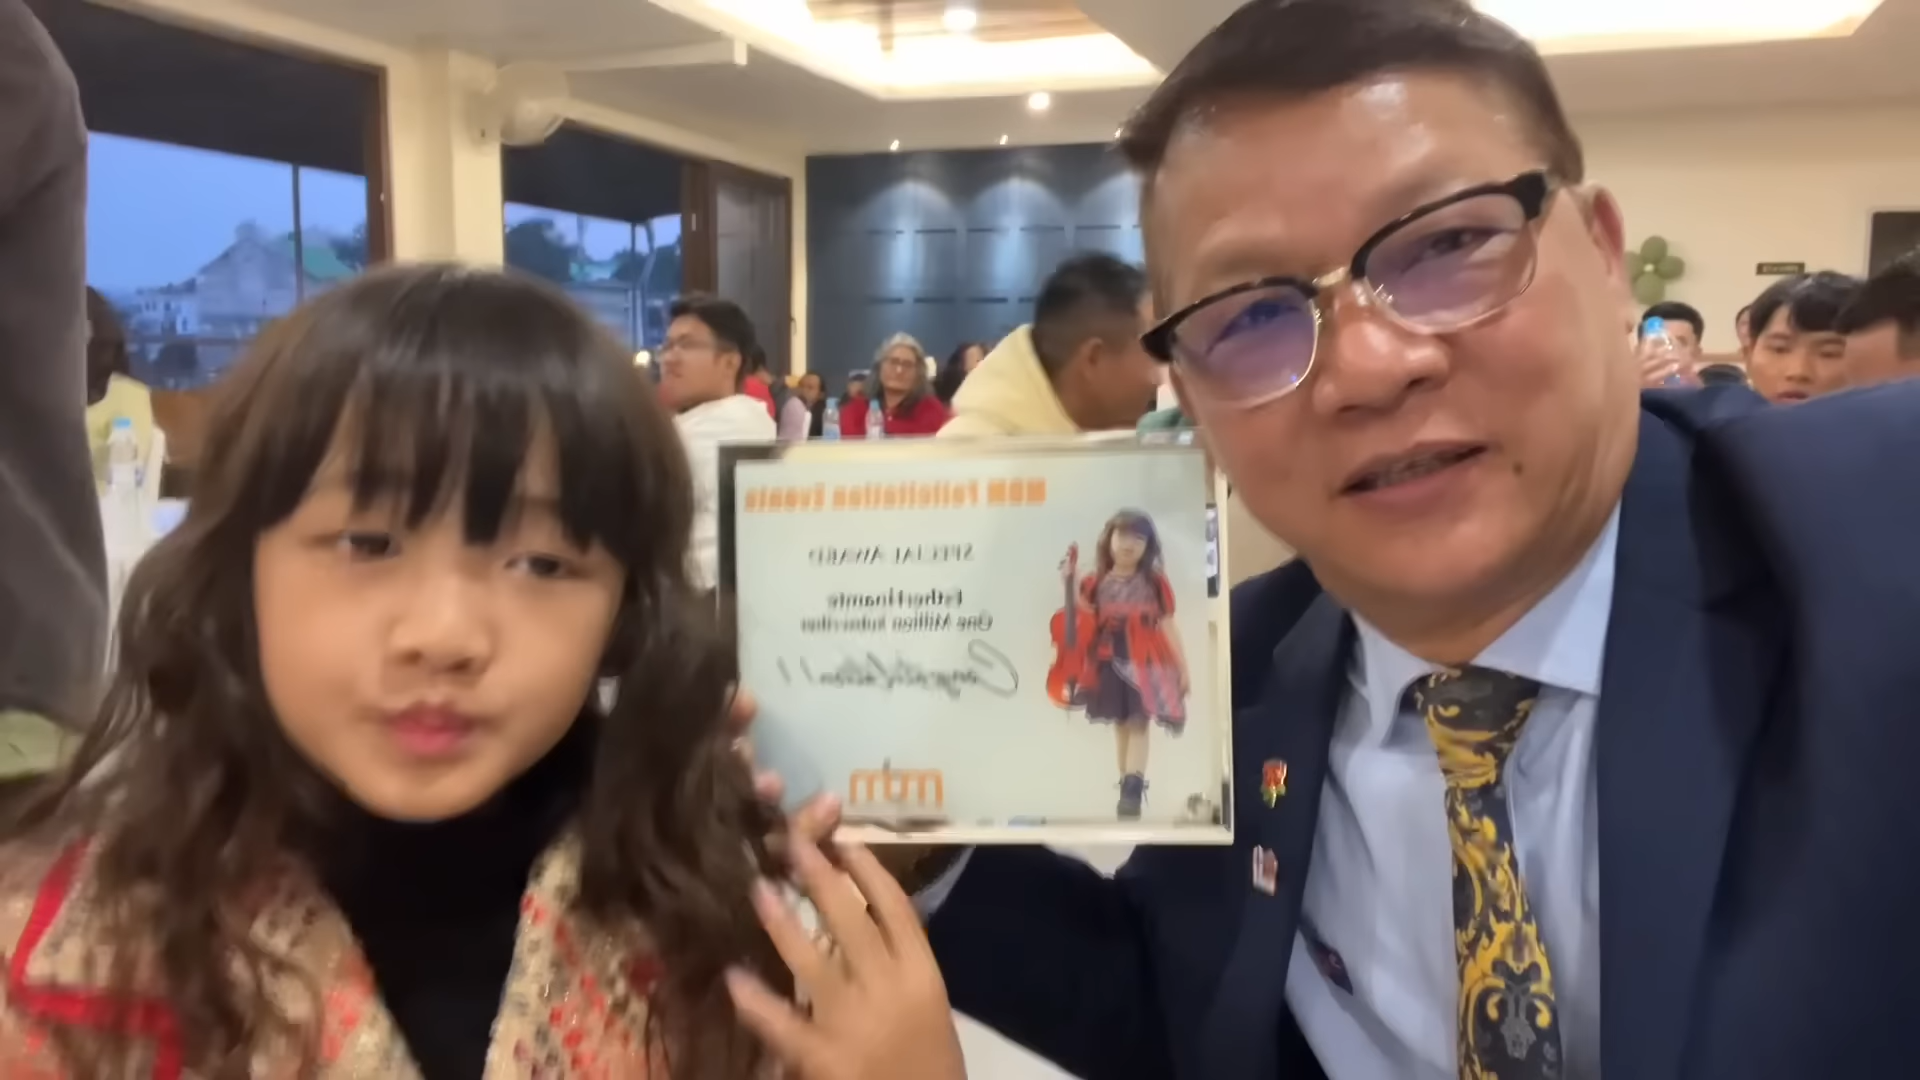 MDM Felicitation Events
SPECIAL AWARD
Esther Hnamte
One Million Subscriber
Congratulation!!
mdm